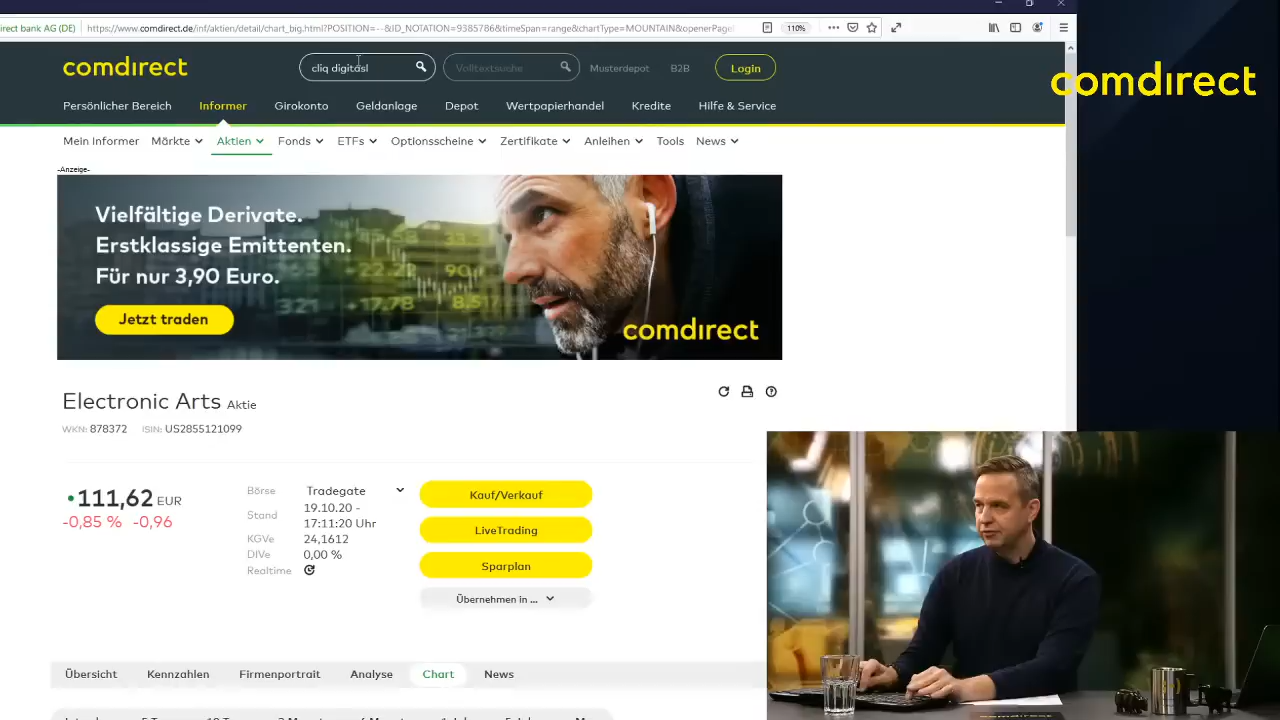 irect bank AG (DE) https://www.comdirect.de/inf/aktien/detail/chart_big.html?POSITION=--&ID_NOTATION=9385786&timeSpan=range&chartType=MOUNTAIN&openerPage 110%
comdirect
cliq digitasl
Volltextsuche
Musterdepot
B2B
Login
comdirect
Persönlicher Bereich Informer Girokonto Geldanlage Depot Wertpapierhandel Kredite Hilfe & Service
Mein Informer Märkte Aktien Fonds ETFs Optionsscheine Zertifikate Anleihen Tools News
-Anzeige-
Vielfältige Derivate.
Erstklassige Emittenten.
Für nur 3,90 Euro.
Jetzt traden
comdirect
Electronic Arts Aktie
WKN: 878372 ISIN: US2855121099
111,62 EUR
-0,85 % -0,96
Börse Tradegate
Stand 19.10.20 -
17:11:20 Uhr
KGVe 24,1612
DIVe 0,00 %
Realtime
Kauf/Verkauf
LiveTrading
Sparplan
Übernehmen in ...
Übersicht Kennzahlen Firmenportrait Analyse Chart News